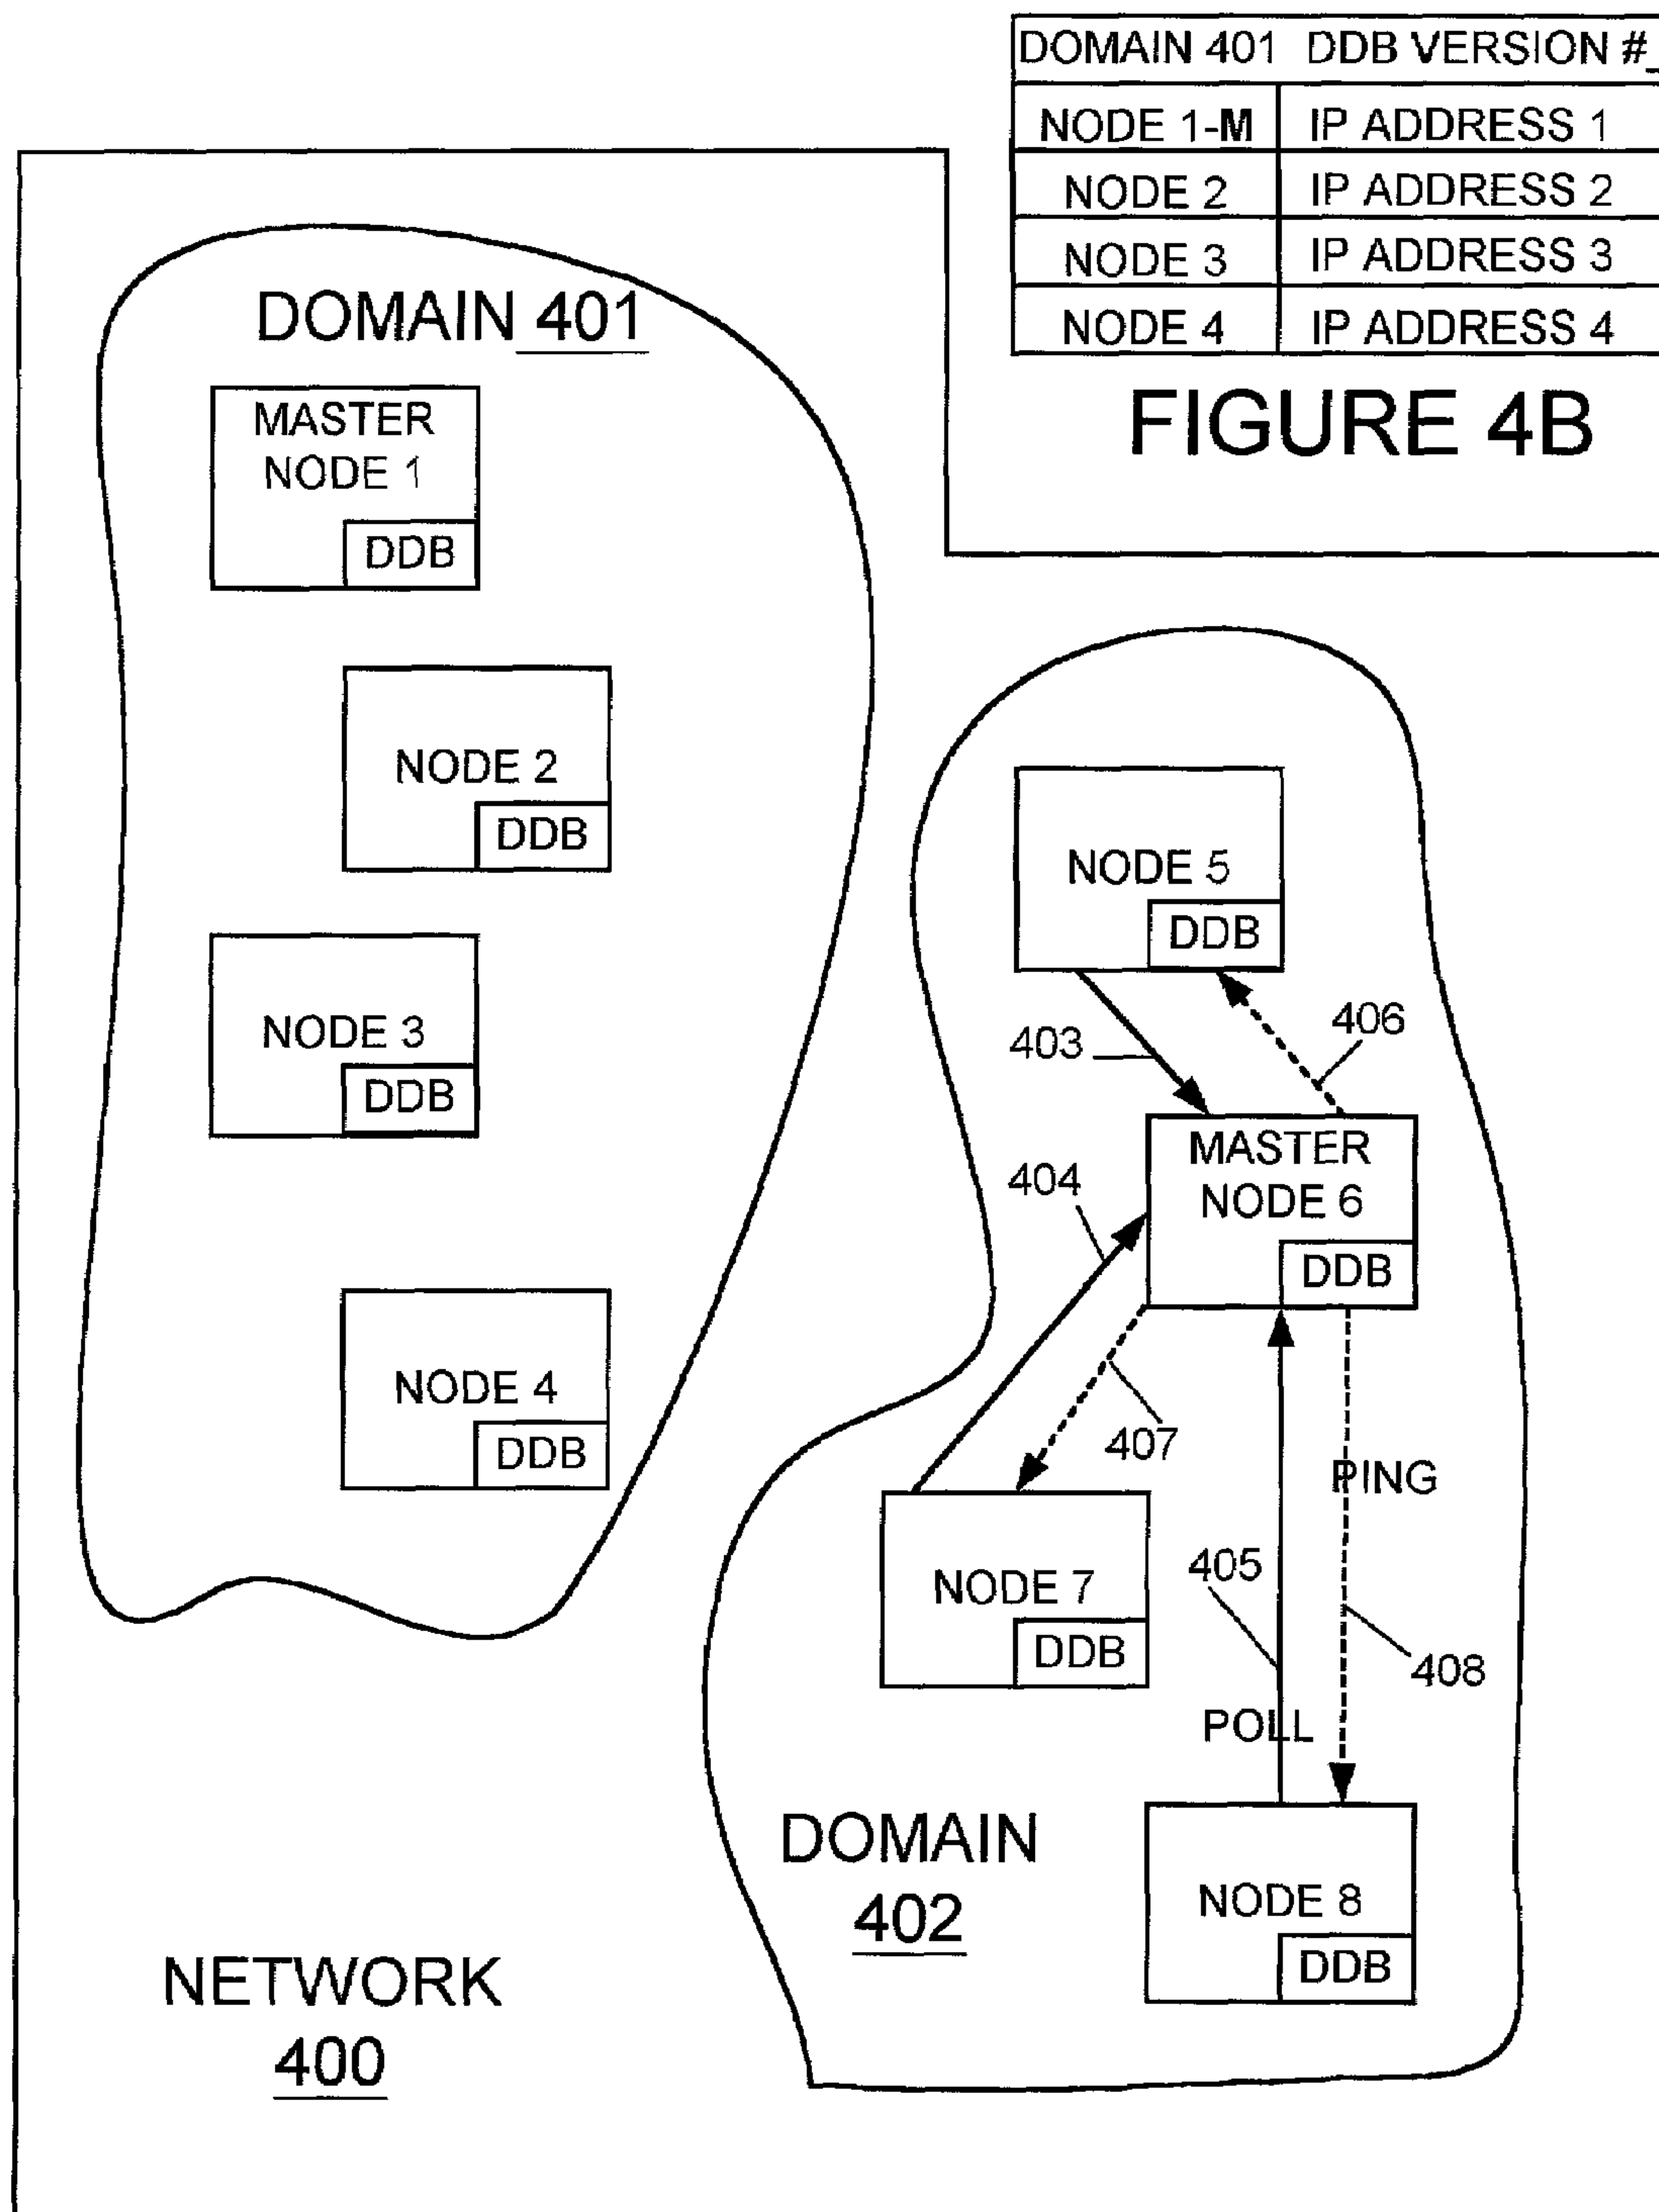 DOMAIN 401 DDB VERSION #_
NODE 1-M IP ADDRESS 1
NODE 2 IP ADDRESS 2
NODE 3 IP ADDRESS 3
NODE 4 IP ADDRESS 4
FIGURE 4B
DOMAIN 401
MASTER
NODE 1
DDB
NODE 2
DDB
NODE 3
DDB
NODE 4
DDB
NODE 5
DDB
403
406
MASTER
NODE 6
DDB
404
407
PING
NODE 7
DDB
405
408
POLL
NODE 8
DDB
DOMAIN
402
NETWORK
400